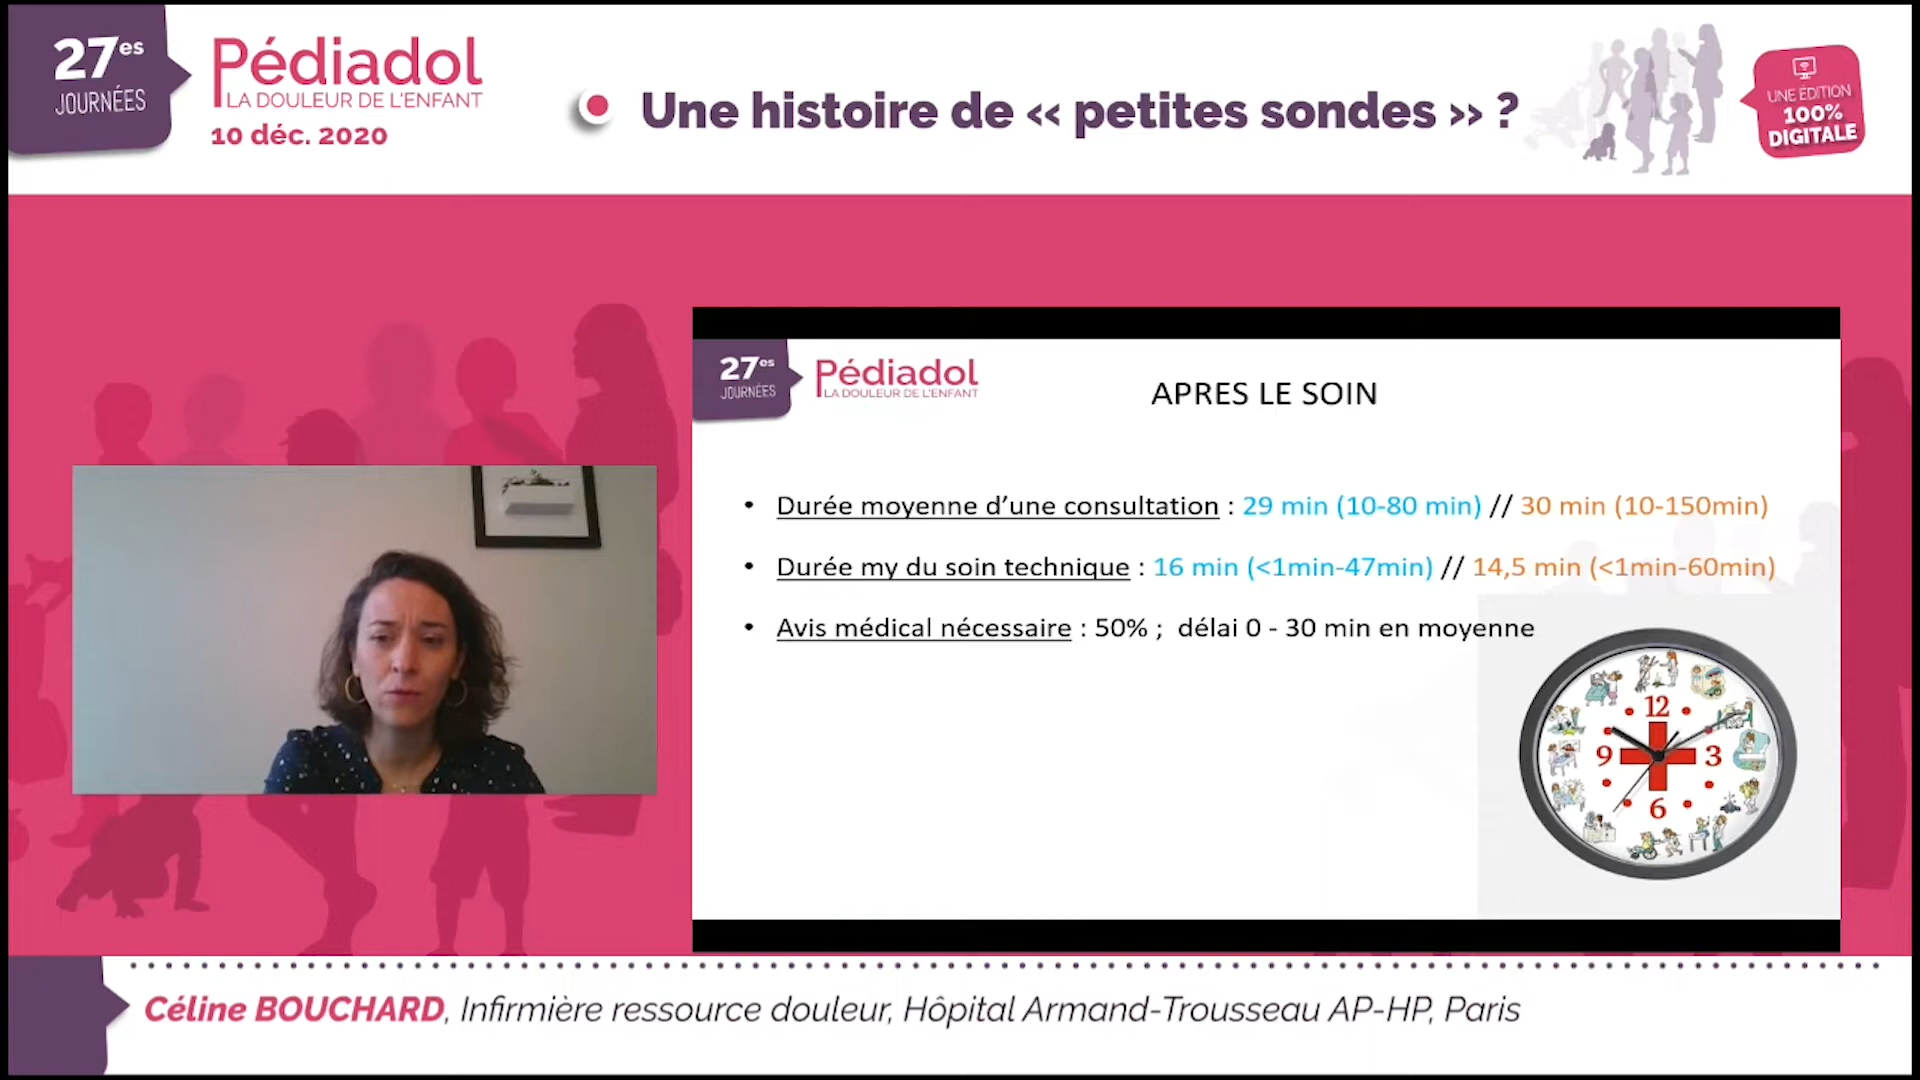 27es
JOURNÉES
Pédiadol
LA DOULEUR DE L'ENFANT
10 déc. 2020
Une histoire de « petites sondes » ?
UNE ÉDITION
100%
DIGITALE
27es
JOURNÉES
Pédiadol
LA DOULEUR DE L'ENFANT
APRES LE SOIN
• Durée moyenne d'une consultation : 29 min (10-80 min) // 30 min (10-150min)
• Durée my du soin technique : 16 min (<1min-47min) // 14,5 min (<1min-60min)
• Avis médical nécessaire : 50% ; délai 0 - 30 min en moyenne
12
9
3
6
Céline BOUCHARD, Infirmière ressource douleur, Hôpital Armand-Trousseau AP-HP, Paris